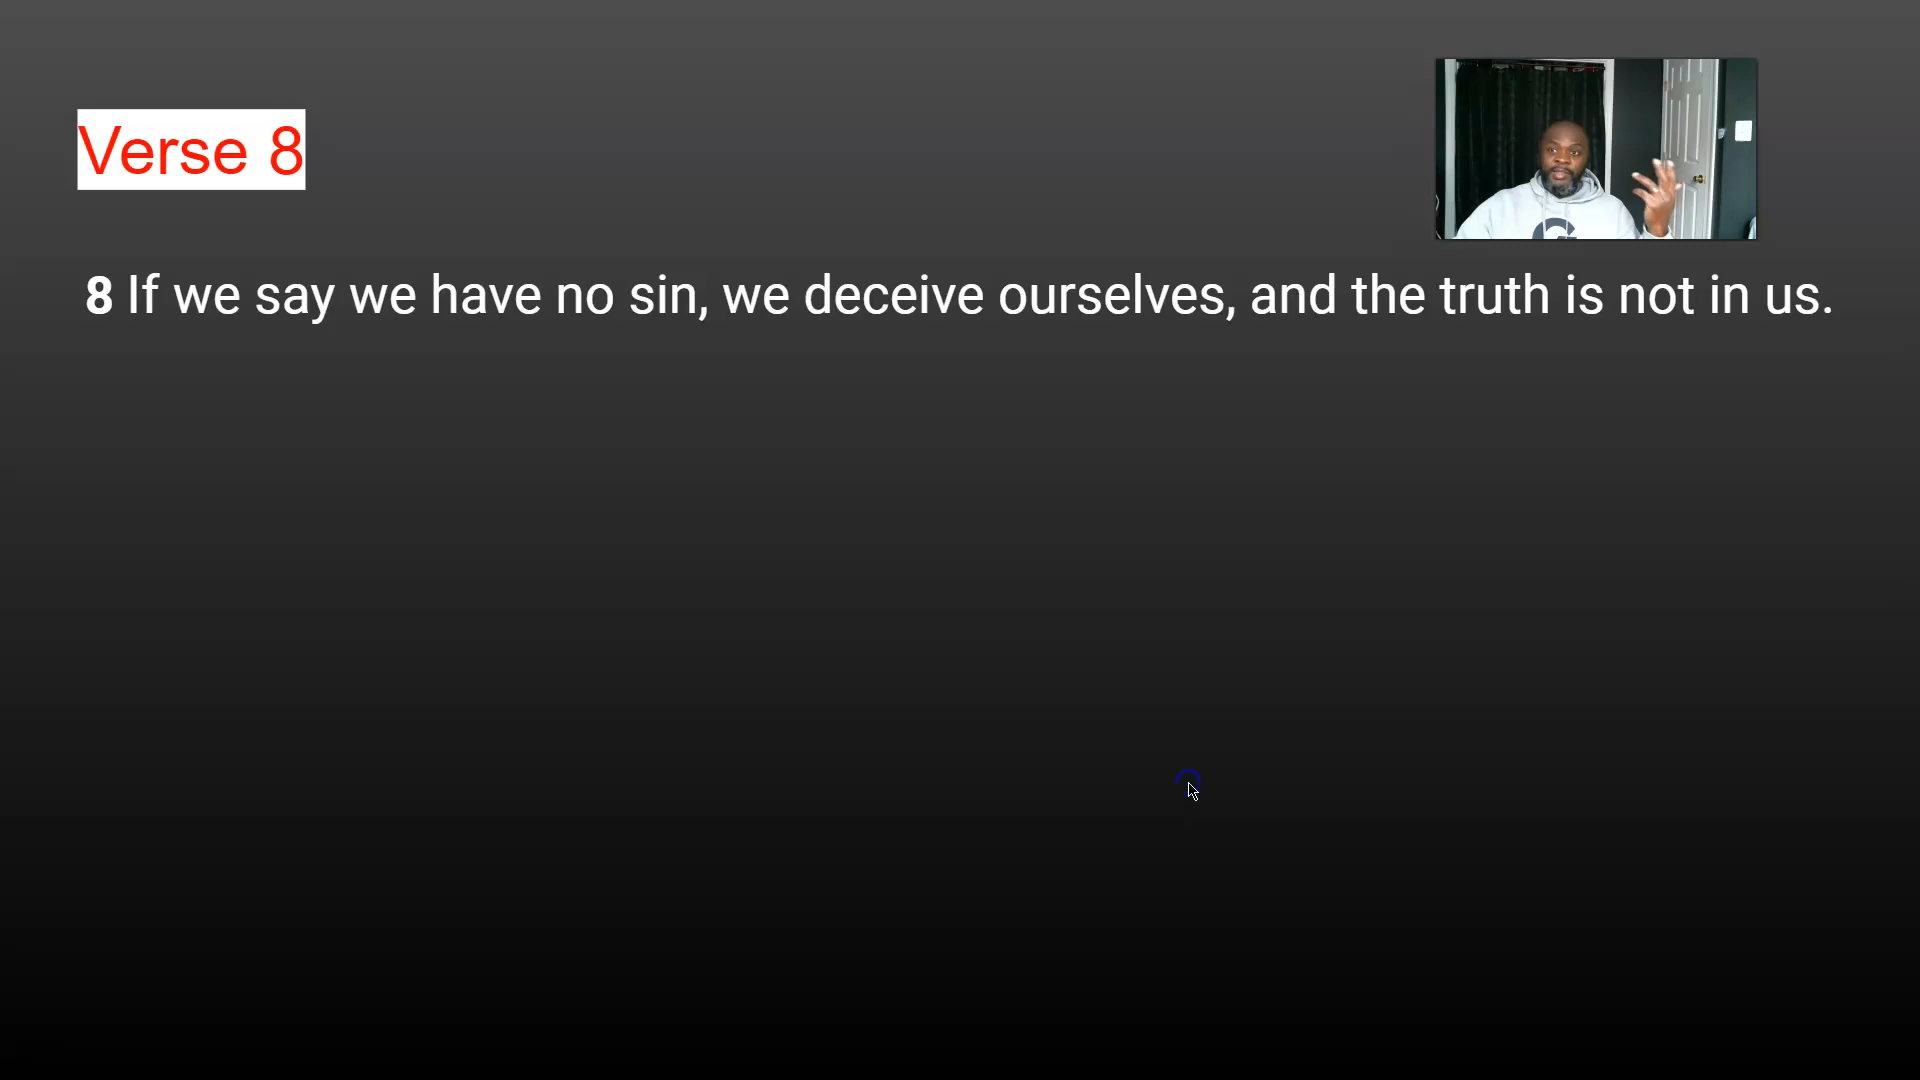 Verse 8
8 If we say we have no sin, we deceive ourselves, and the truth is not in us.